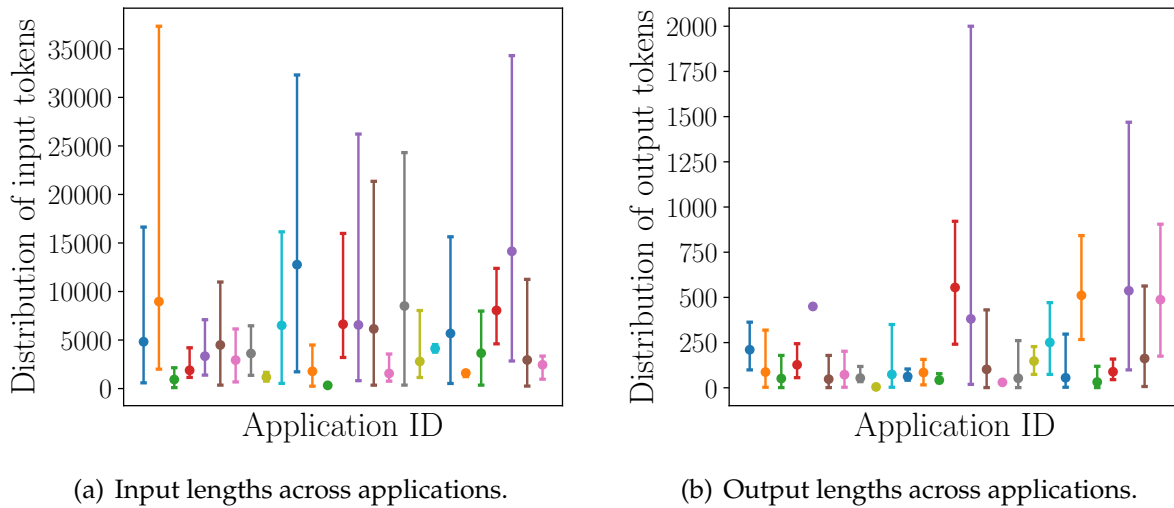 Distribution of input tokens
35000
30000
25000
20000
15000
10000
5000
0
Application ID
(a) Input lengths across applications.
Distribution of output tokens
2000
1750
1500
1250
1000
750
500
250
0
Application ID
(b) Output lengths across applications.